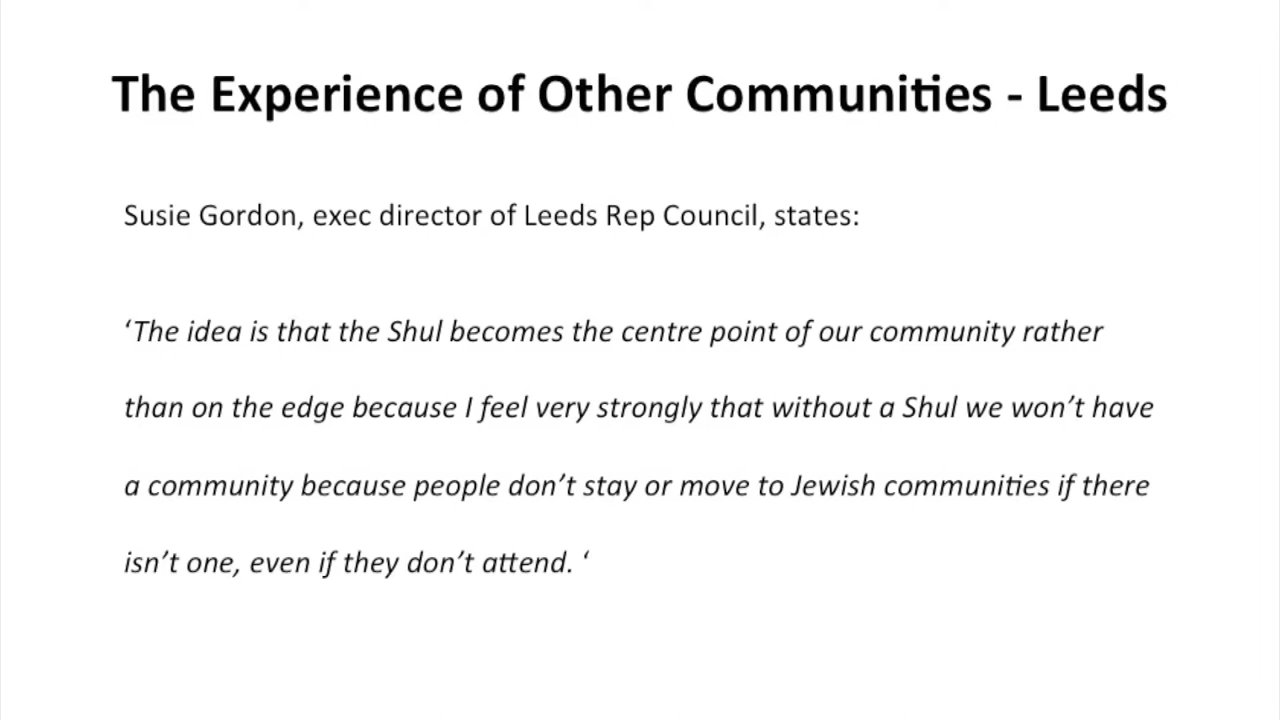 The Experience of Other Communities - Leeds
Susie Gordon, exec director of Leeds Rep Council, states:
‘The idea is that the Shul becomes the centre point of our community rather
than on the edge because I feel very strongly that without a Shul we won’t have
a community because people don’t stay or move to Jewish communities if there
isn’t one, even if they don’t attend. ‘